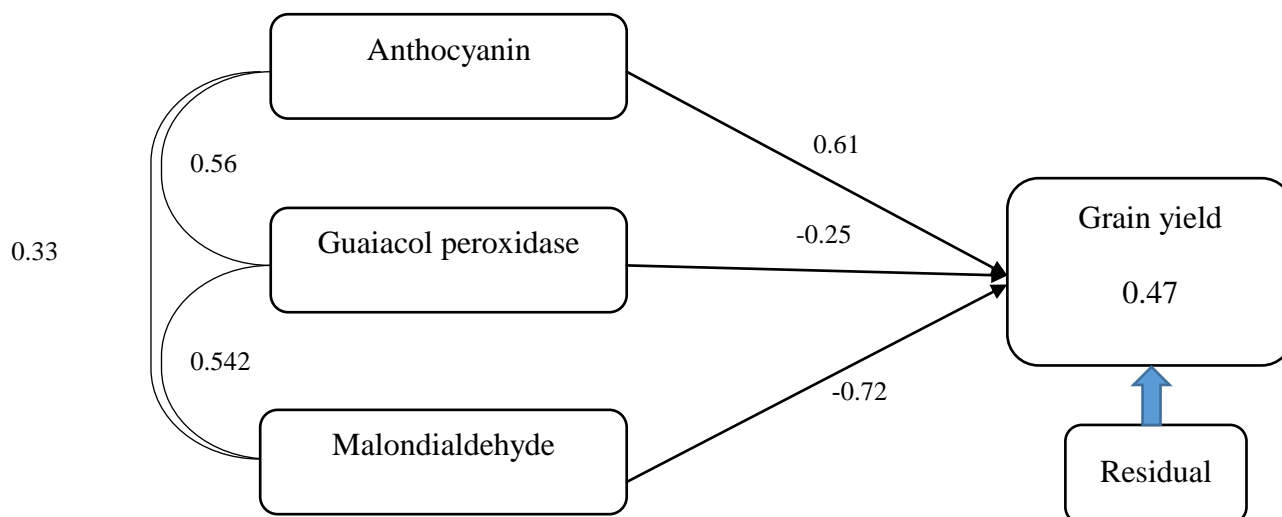 Anthocyanin
0.61
0.56
Grain yield
0.47
Guaiacol peroxidase
-0.25
0.33
0.542
-0.72
Malondialdehyde
Residual